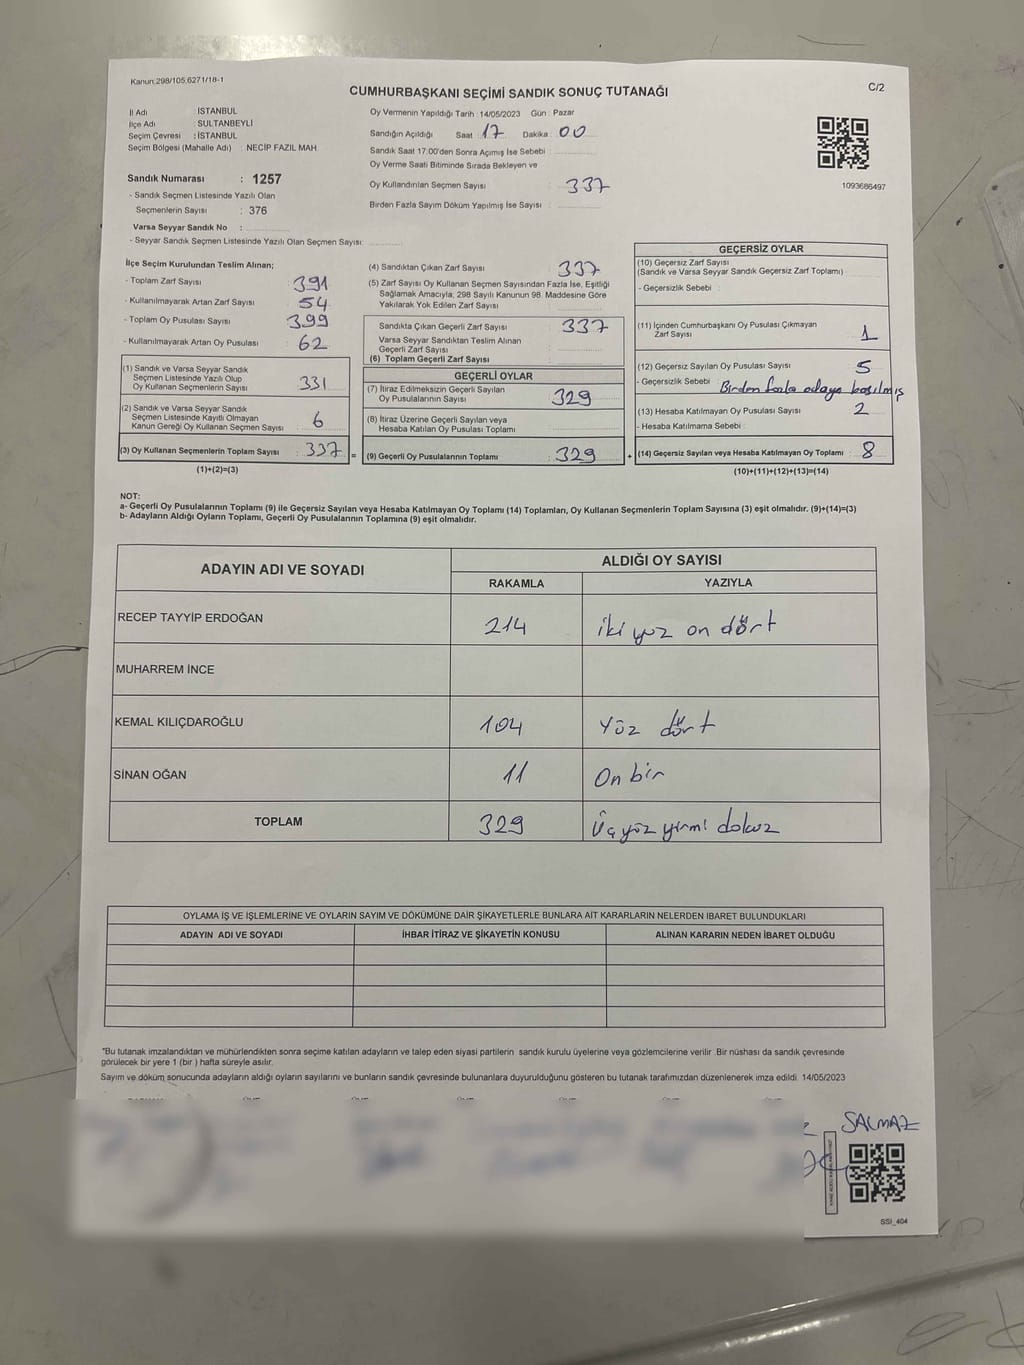 Kanun:298/105,6271/18-1
CUMHURBAŞKANI SEÇİMİ SANDIK SONUÇ TUTANAĞI
C/2
İl Adı : İSTANBUL
İlçe Adı : SULTANBEYLİ
Seçim Çevresi : İSTANBUL
Seçim Bölgesi (Mahalle Adı) : NECİP FAZIL MAH.
Sandık Numarası : 1257
- Sandık Seçmen Listesinde Yazılı Olan
Seçmenlerin Sayısı : 376
Varsa Seyyar Sandık No :
- Seyyar Sandık Seçmen Listesinde Yazılı Olan Seçmen Sayısı:
Oy Vermenin Yapıldığı Tarih :14/05/2023 Gün : Pazar
Sandığın Açıldığı Saat 17 Dakika : 00
Sandık Saat 17:00'den Sonra Açımış İse Sebebi :
Oy Verme Saati Bitiminde Sırada Bekleyen ve
Oy Kullandırılan Seçmen Sayısı : 337
Birden Fazla Sayım Döküm Yapılmış İse Sayısı :
1093686497
İlçe Seçim Kurulundan Teslim Alınan;
- Toplam Zarf Sayısı : 391
- Kullanılmayarak Artan Zarf Sayısı : 54
- Toplam Oy Pusulası Sayısı : 399
- Kullanılmayarak Artan Oy Pusulası : 62
(1) Sandık ve Varsa Seyyar Sandık
Seçmen Listesinde Yazılı Olup
Oy Kullanan Seçmenlerin Sayısı : 331
(2) Sandık ve Varsa Seyyar Sandık
Seçmen Listesinde Kayıtlı Olmayan
Kanun Gereği Oy Kullanan Seçmen Sayısı : 6
(3) Oy Kullanan Seçmenlerin Toplam Sayısı : 337 =
(1)+(2)=(3)
(4) Sandıktan Çıkan Zarf Sayısı : 337
(5) Zarf Sayısı Oy Kullanan Seçmen Sayısından Fazla İse, Eşitliği
Sağlamak Amacıyla; 298 Sayılı Kanunun 98. Maddesine Göre
Yakılarak Yok Edilen Zarf Sayısı :
Sandıkta Çıkan Geçerli Zarf Sayısı : 337
Varsa Seyyar Sandıktan Teslim Alınan
Geçerli Zarf Sayısı :
(6) Toplam Geçerli Zarf Sayısı :
GEÇERLİ OYLAR
(7) İtiraz Edilmeksizin Geçerli Sayılan
Oy Pusulalarının Sayısı : 329
(8) İtiraz Üzerine Geçerli Sayılan veya
Hesaba Katılan Oy Pusulası Toplamı :
(9) Geçerli Oy Pusulalarının Toplamı : 329 +
GEÇERSİZ OYLAR
(10) Geçersiz Zarf Sayısı
(Sandık ve Varsa Seyyar Sandık Geçersiz Zarf Toplamı) :
- Geçersizlik Sebebi :
(11) İçinden Cumhurbaşkanı Oy Pusulası Çıkmayan
Zarf Sayısı : 1
(12) Geçersiz Sayılan Oy Pusulası Sayısı : 5
- Geçersizlik Sebebi : Birden fazla adaya basılmış
(13) Hesaba Katılmayan Oy Pusulası Sayısı : 2
- Hesaba Katılmama Sebebi :
(14) Geçersiz Sayılan veya Hesaba Katılmayan Oy Toplamı : 8
(10)+(11)+(12)+(13)=(14)
NOT:
a- Geçerli Oy Pusulalarının Toplamı (9) ile Geçersiz Sayılan veya Hesaba Katılmayan Oy Toplamı (14) Toplamları, Oy Kullanan Seçmenlerin Toplam Sayısına (3) eşit olmalıdır. (9)+(14)=(3)
b- Adayların Aldığı Oyların Toplamı, Geçerli Oy Pusulalarının Toplamına (9) eşit olmalıdır.
ADAYIN ADI VE SOYADI
ALDIĞI OY SAYISI
RAKAMLA YAZIYLA
RECEP TAYYİP ERDOĞAN 214 iki yüz on dört
MUHARREM İNCE
KEMAL KILIÇDAROĞLU 104 Yüz dört
SİNAN OĞAN 11 On bir
TOPLAM 329 Üç yüz yirmi dokuz
OYLAMA İŞ VE İŞLEMLERİNE VE OYLARIN SAYIM VE DÖKÜMÜNE DAİR ŞİKAYETLERLE BUNLARA AİT KARARLARIN NELERDEN İBARET BULUNDUKLARI
ADAYIN ADI VE SOYADI İHBAR İTİRAZ VE ŞİKAYETİN KONUSU ALINAN KARARIN NEDEN İBARET OLDUĞU
"Bu tutanak imzalandıktan ve mühürlendikten sonra seçime katılan adayların ve talep eden siyasi partilerin sandık kurulu üyelerine veya gözlemcilerine verilir. Bir nüshası da sandık çevresinde
görülecek bir yere 1 (bir ) hafta süreyle asılır.
Sayım ve döküm sonucunda adayların aldığı oyların sayılarını ve bunların sandık çevresinde bulunanlara duyurulduğunu gösteren bu tutanak tarafımızdan düzenlenerek imza edildi. 14/05/2023
SALMAZ
SSİ_404